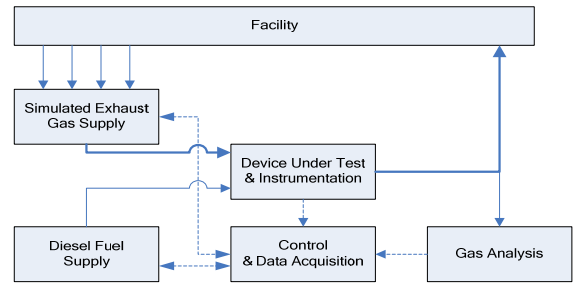 Facility
Simulated Exhaust
Gas Supply
Device Under Test
& Instrumentation
Diesel Fuel
Supply
Control
& Data Acquisition
Gas Analysis